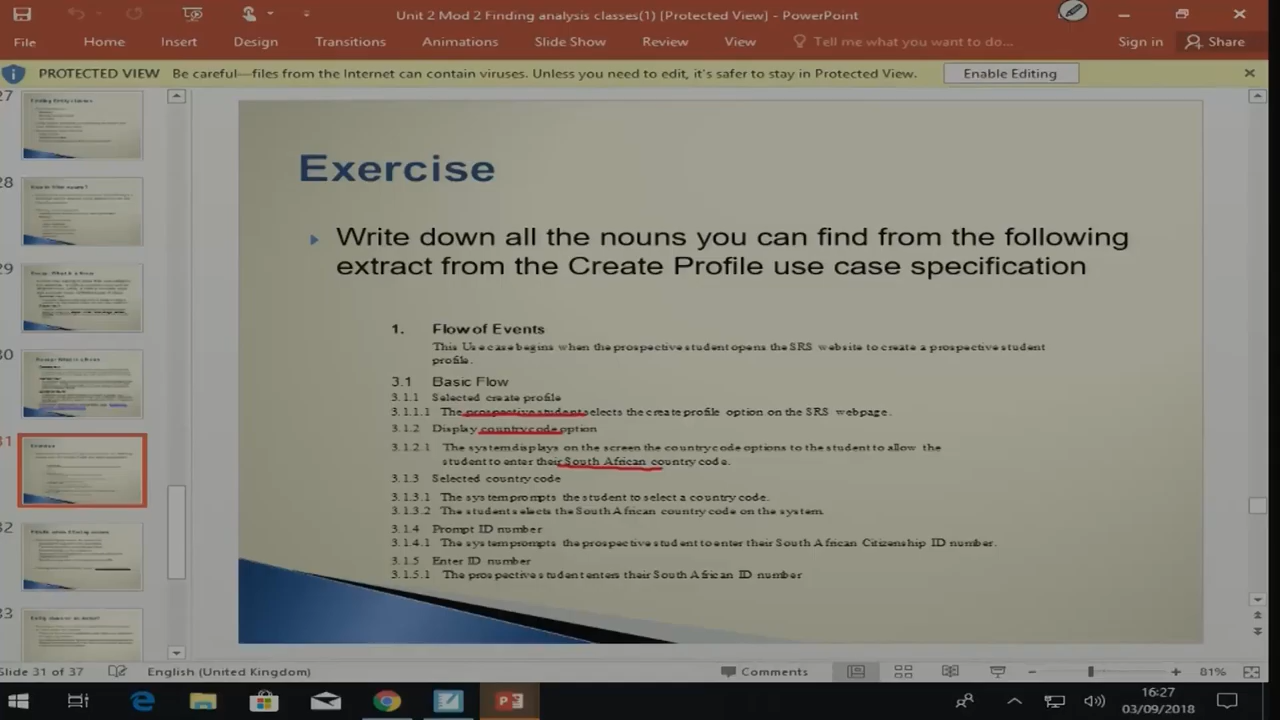 Unit 2 Mod 2 Finding analysis classes(1) [Protected View] - PowerPoint
File Home Insert Design Transitions Animations Slide Show Review View Tell me what you want to do... Sign in Share
PROTECTED VIEW Be careful—files from the Internet can contain viruses. Unless you need to edit, it's safer to stay in Protected View. Enable Editing
27
28
29
30
31
32
33
Exercise
Write down all the nouns you can find from the following
extract from the Create Profile use case specification
1. Flow of Events
This Use case begins when the prospective student opens the SRS website to create a prospective student
profile.
3.1 Basic Flow
3.1.1 Selected create profile
3.1.1.1 The prospective student selects the create profile option on the SRS webpage.
3.1.2 Display country code option
3.1.2.1 The system displays on the screen the country code options to the student to allow the
student to enter their South African country code.
3.1.3 Selected country code
3.1.3.1 The system prompts the student to select a country code.
3.1.3.2 The student selects the South African country code on the system.
3.1.4 Prompt ID number
3.1.4.1 The system prompts the prospective student to enter their South African Citizenship ID number.
3.1.5 Enter ID number
3.1.5.1 The prospective student enters their South African ID number
Slide 31 of 37 English (United Kingdom) Comments 81%
16:27
03/09/2018